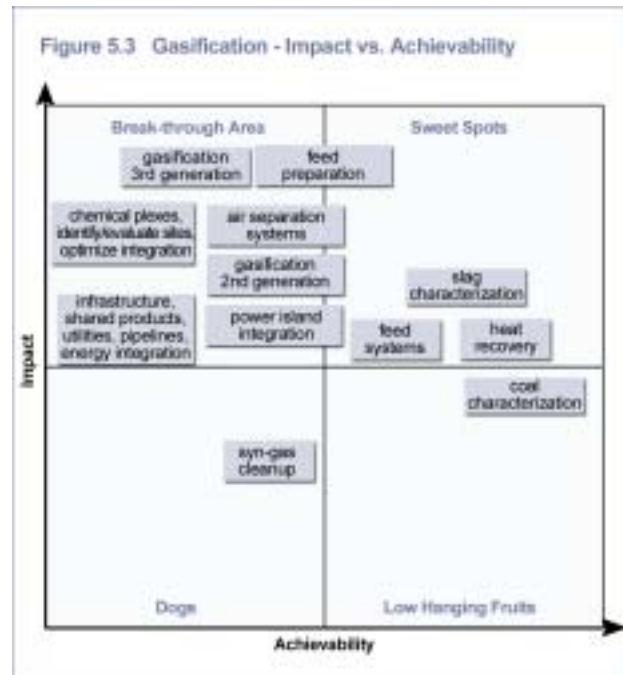 Figure 5.3 Gasification - Impact vs. Achievability
Break-through Area
Sweet Spots
gasification
3rd generation
feed
preparation
chemical plexes,
identify/evaluate sites,
optimize integration
air separation
systems
gasification
2nd generation
slag
characterization
infrastructure,
shared products,
utilities, pipelines,
energy integration
power island
integration
feed
systems
heat
recovery
coal
characterization
syn-gas
cleanup
Dogs
Low Hanging Fruits
Impact
Achievability